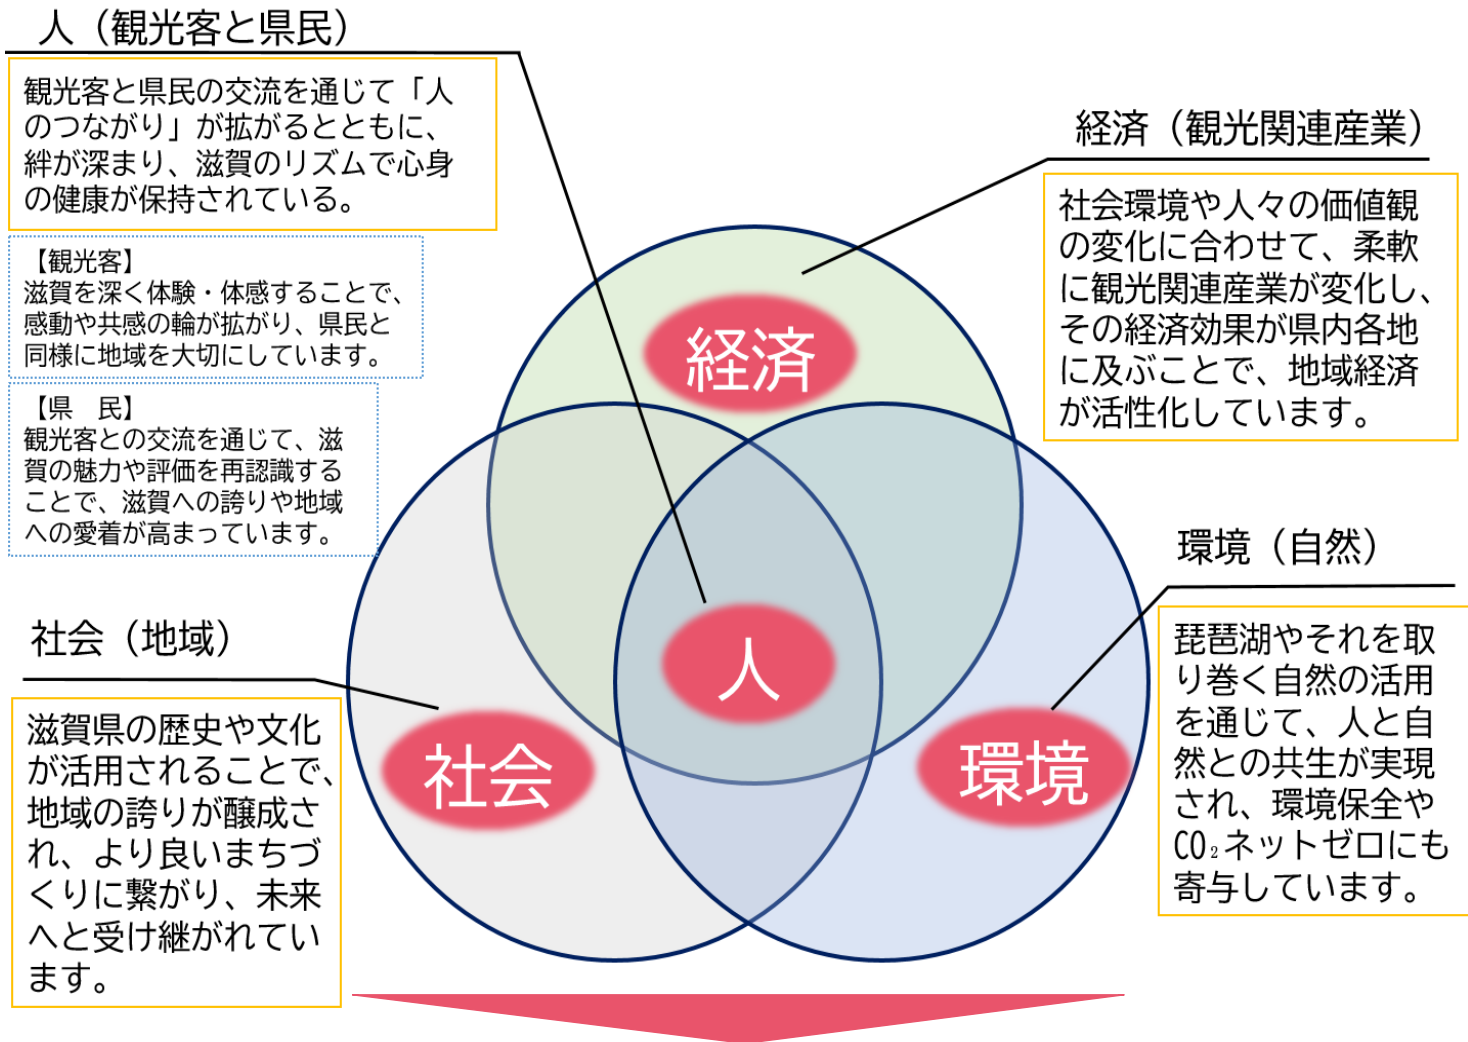 人（観光客と県民）
観光客と県民の交流を通じて「人
のつながり」が拡がるとともに、
絆が深まり、滋賀のリズムで心身
の健康が保持されている。
【観光客】
滋賀を深く体験・体感することで、
感動や共感の輪が拡がり、県民と
同様に地域を大切にしています。
【県　民】
観光客との交流を通じて、滋
賀の魅力や評価を再認識する
ことで、滋賀への誇りや地域
への愛着が高まっています。
経済（観光関連産業）
社会環境や人々の価値観
の変化に合わせて、柔軟
に観光関連産業が変化し、
その経済効果が県内各地
に及ぶことで、地域経済
が活性化しています。
経済
人
社会
環境
社会（地域）
滋賀県の歴史や文化
が活用されることで、
地域の誇りが醸成さ
れ、より良いまちづ
くりに繋がり、未来
へと受け継がれてい
ます。
環境（自然）
琵琶湖やそれを取
り巻く自然の活用
を通じて、人と自
然との共生が実現
され、環境保全や
CO₂ネットゼロにも
寄与しています。